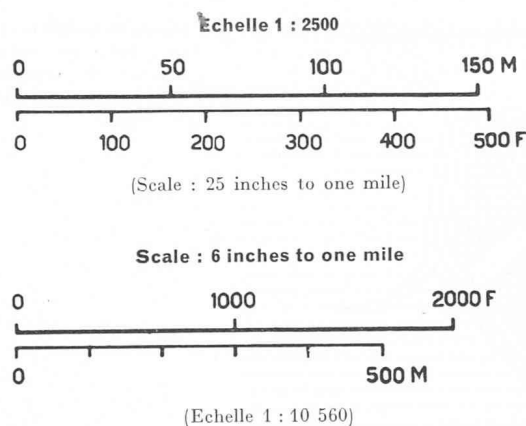 Echelle 1 : 2500
0 50 100 150 M
0 100 200 300 400 500 F
(Scale : 25 inches to one mile)
Scale : 6 inches to one mile
0 1000 2000 F
0 500 M
(Echelle 1 : 10 560)